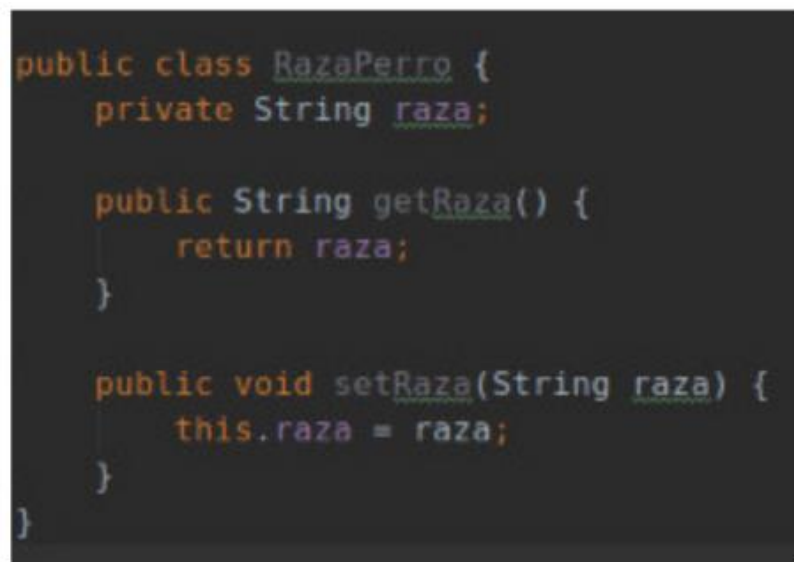 public class RazaPerro {
private String raza;
public String getRaza() {
return raza;
}
public void setRaza(String raza) {
this.raza = raza;
}
}